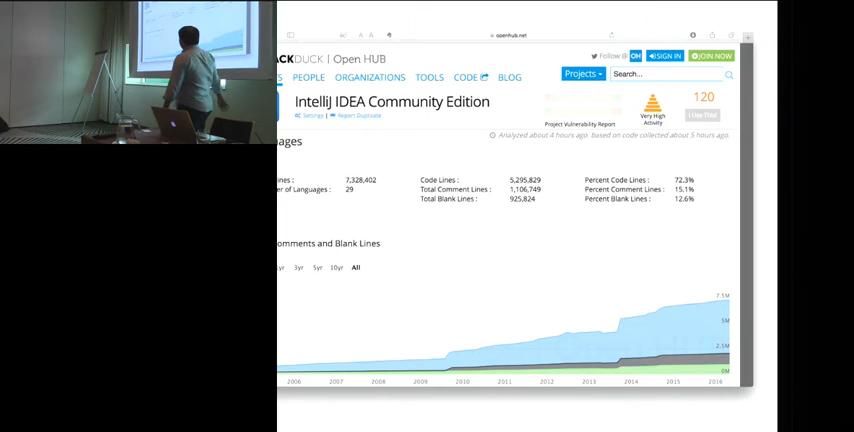 openhub.net
CKDUCK | Open HUB
Follow @ OH SIGN IN JOIN NOW
S PEOPLE ORGANIZATIONS TOOLS CODE BLOG
Projects Search...
IntelliJ IDEA Community Edition
Settings | Report Duplicate
Project Vulnerability Report
Very High Activity
120
I Use This!
Analyzed about 4 hours ago. based on code collected about 5 hours ago.
ages
ines : 7,328,402 Code Lines : 5,295,829 Percent Code Lines : 72.3%
er of Languages : 29 Total Comment Lines : 1,106,749 Percent Comment Lines : 15.1%
Total Blank Lines : 925,824 Percent Blank Lines : 12.6%
omments and Blank Lines
1yr 3yr 5yr 10yr All
7.5M
5M
2.5M
0M
2006 2007 2008 2009 2010 2011 2012 2013 2014 2015 2016